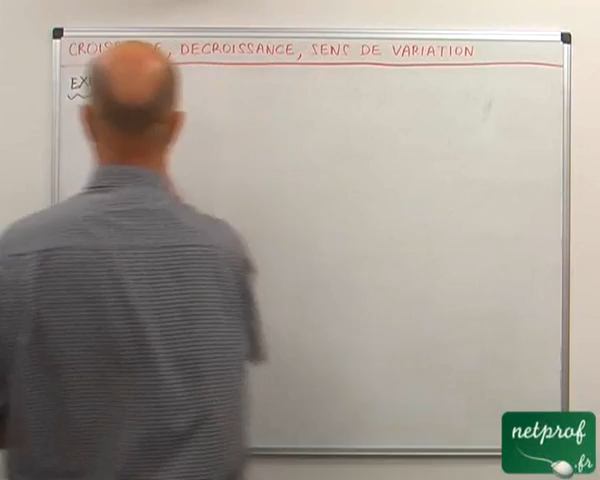 DECROISSANCE, SENS DE VARIATION
netprof
.fr